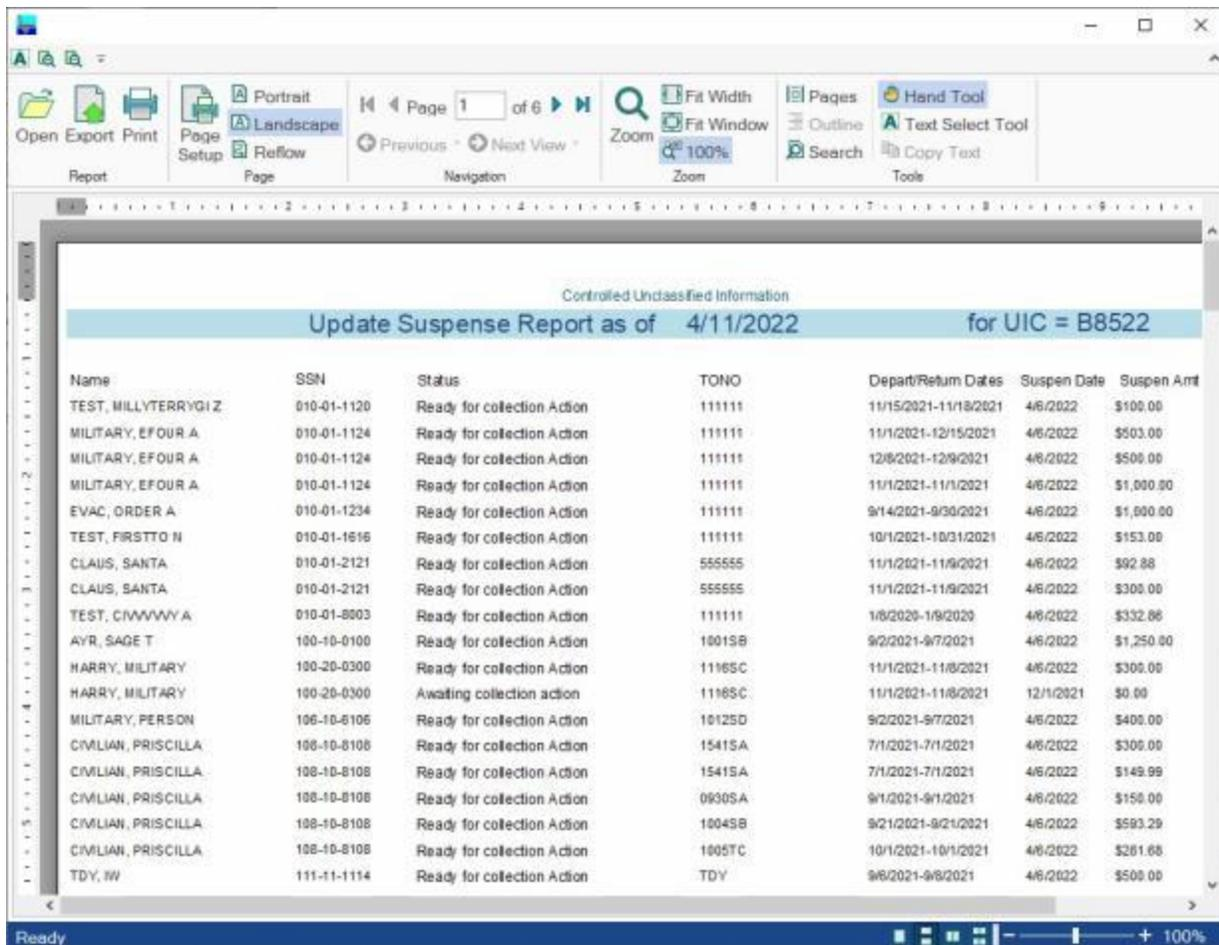 Open Export Print
Page Setup
Portrait
Landscape
Reflow
Page 1 of 6
Previous Next View
Zoom
Fit Width
Fit Window
100%
Pages
Outline
Search
Hand Tool
Text Select Tool
Copy Text
Report Page Navigation Zoom Tools
Controlled Unclassified Information
Update Suspense Report as of 4/11/2022 for UIC = B8522
Name SSN Status TONO Depart/Return Dates Suspen Date Suspen Amt
TEST, MILLYTERRYGI Z 010-01-1120 Ready for collection Action 111111 11/15/2021-11/18/2021 4/6/2022 $100.00
MILITARY, EFOUR A 010-01-1124 Ready for collection Action 111111 11/1/2021-12/15/2021 4/6/2022 $503.00
MILITARY, EFOUR A 010-01-1124 Ready for collection Action 111111 12/8/2021-12/9/2021 4/6/2022 $500.00
MILITARY, EFOUR A 010-01-1124 Ready for collection Action 111111 11/1/2021-11/1/2021 4/6/2022 $1,000.00
EVAC, ORDER A 010-01-1234 Ready for collection Action 111111 9/14/2021-9/30/2021 4/6/2022 $1,000.00
TEST, FIRSTTO N 010-01-1616 Ready for collection Action 111111 10/1/2021-10/31/2021 4/6/2022 $153.00
CLAUS, SANTA 010-01-2121 Ready for collection Action 555555 11/1/2021-11/9/2021 4/6/2022 $92.88
CLAUS, SANTA 010-01-2121 Ready for collection Action 555555 11/1/2021-11/9/2021 4/6/2022 $300.00
TEST, A 010-01-8003 Ready for collection Action 111111 1/8/2020-1/9/2020 4/6/2022 $332.86
AYR, SAGE T 100-10-0100 Ready for collection Action 1001SB 9/2/2021-9/7/2021 4/6/2022 $1,250.00
HARRY, MILITARY 100-20-0300 Ready for collection Action 1116SC 11/1/2021-11/8/2021 4/6/2022 $300.00
HARRY, MILITARY 100-20-0300 Awaiting collection action 1116SC 11/1/2021-11/8/2021 12/1/2021 $0.00
MILITARY, PERSON 106-10-6106 Ready for collection Action 1012SD 9/2/2021-9/7/2021 4/6/2022 $400.00
CIVILIAN, PRISCILLA 108-10-8108 Ready for collection Action 1541SA 7/1/2021-7/1/2021 4/6/2022 $300.00
CIVILIAN, PRISCILLA 108-10-8108 Ready for collection Action 1541SA 7/1/2021-7/1/2021 4/6/2022 $149.99
CIVILIAN, PRISCILLA 108-10-8108 Ready for collection Action 0930SA 9/1/2021-9/1/2021 4/6/2022 $150.00
CIVILIAN, PRISCILLA 108-10-8108 Ready for collection Action 1004SB 9/21/2021-9/21/2021 4/6/2022 $593.29
CIVILIAN, PRISCILLA 108-10-8108 Ready for collection Action 1005TC 10/1/2021-10/1/2021 4/6/2022 $261.68
TDY, IW 111-11-1114 Ready for collection Action TDY 9/6/2021-9/8/2021 4/6/2022 $500.00
Ready 100%